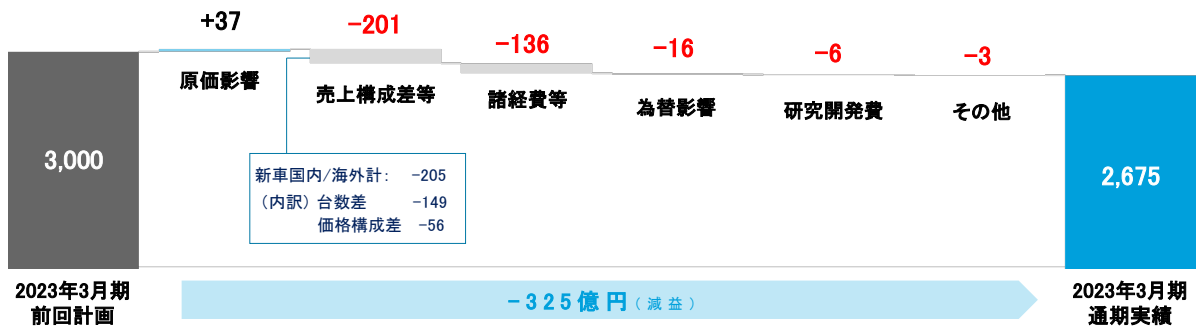 +37
-201
-136
-16
-6
-3
原価影響
売上構成差等
諸経費等
為替影響
研究開発費
その他
3,000
2,675
新車国内/海外計: -205
(内訳) 台数差 -149
価格構成差 -56
2023年3月期
前回計画
-325億円(減益)
2023年3月期
通期実績